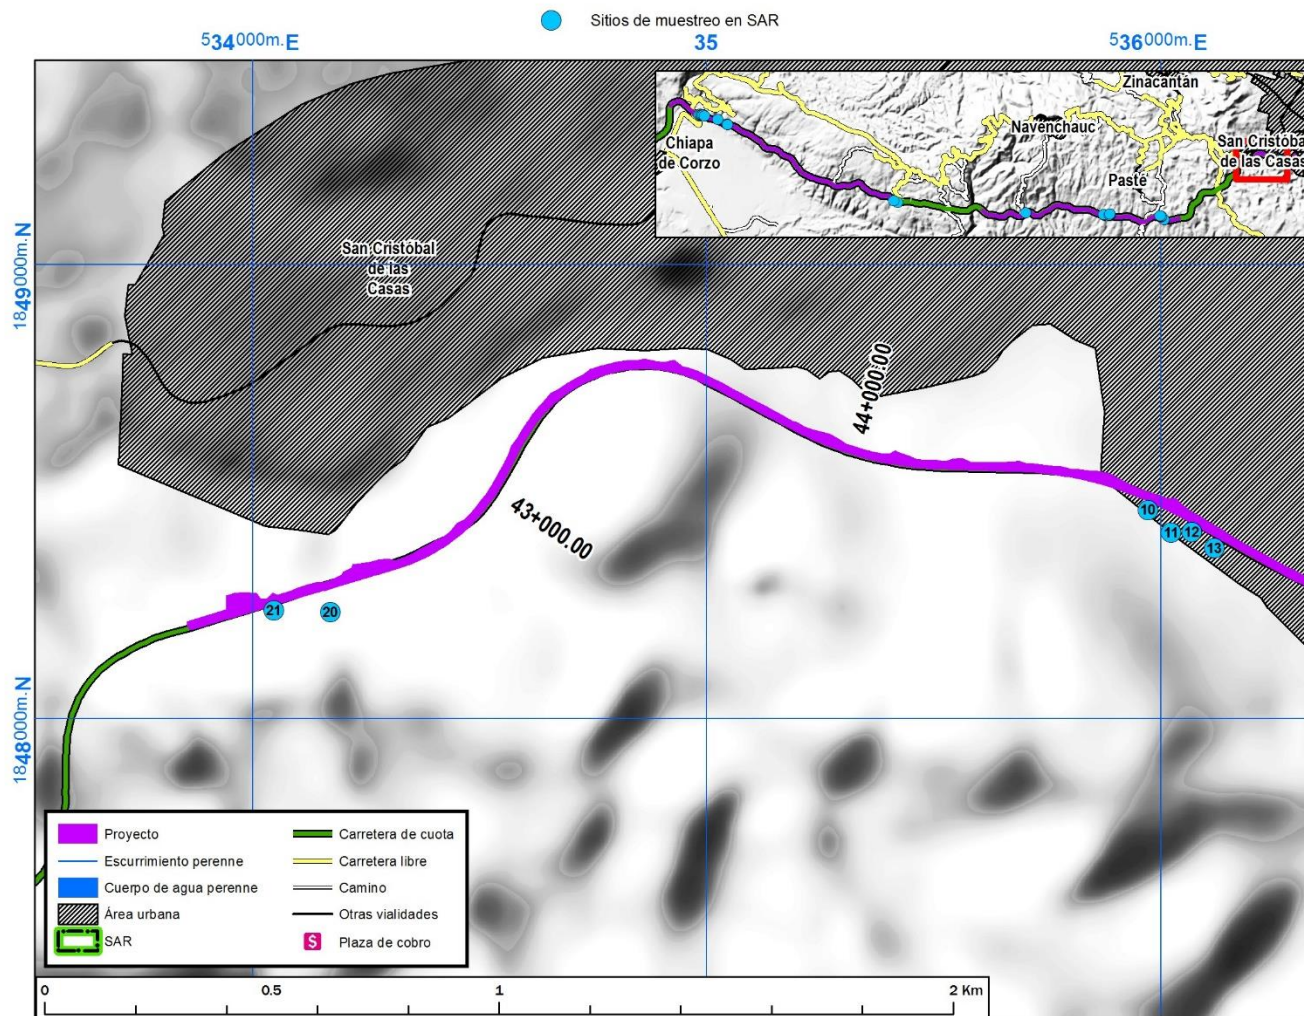 Sitios de muestreo en SAR
534000m.E
35
536000m.E
Zinacantán
Navenchauc
Chiapa
de Corzo
San Cristóbal
de las Casas
Pasté
1849000m.N
San Cristóbal
de las
Casas
44+000.00
43+000.00
10
11
12
13
21
20
1848000m.N
Proyecto
Escurrimiento perenne
Cuerpo de agua perenne
Área urbana
SAR
Carretera de cuota
Carretera libre
Camino
Otras vialidades
$ Plaza de cobro
0 0.5 1 2 Km